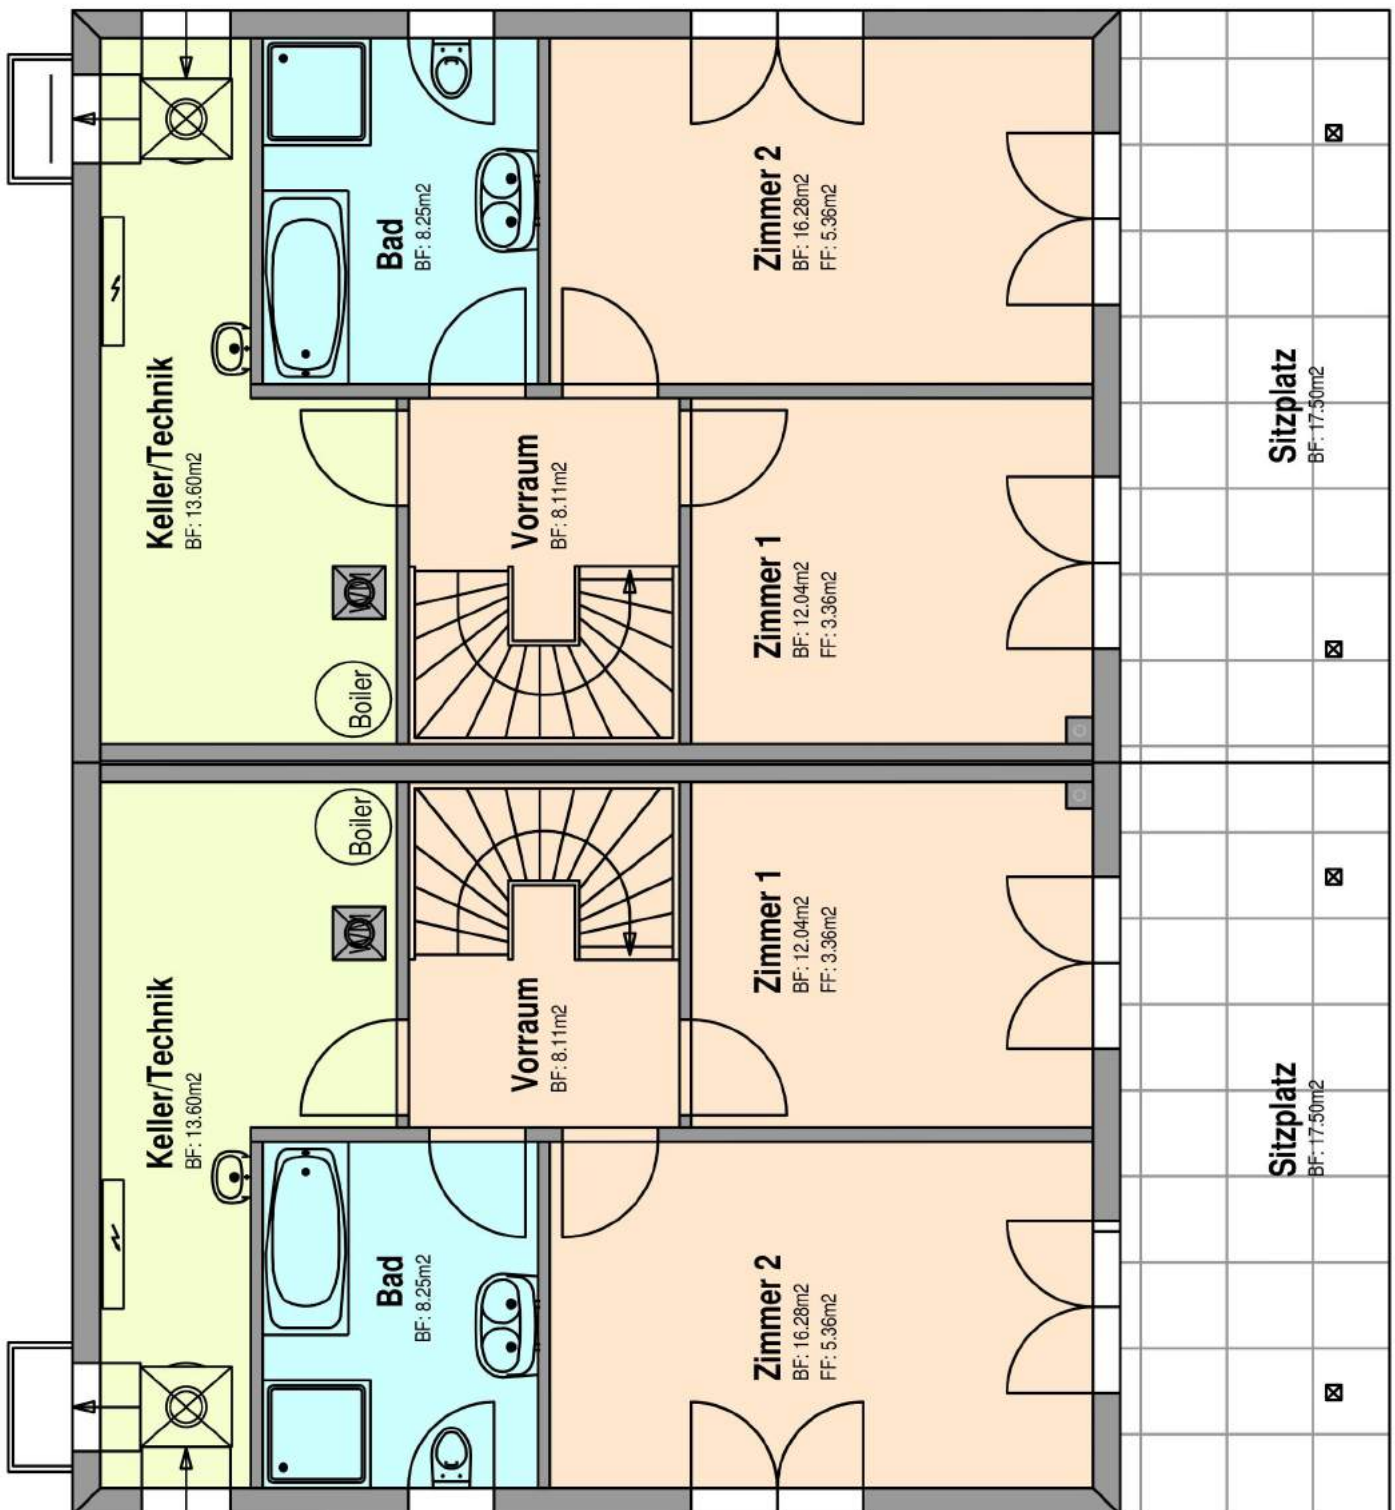 Keller/Technik
BF: 13.60m2
Boiler
WM
Bad
BF: 8.25m2
Vorraum
BF: 8.11m2
Zimmer 2
BF: 16.28m2
FF: 5.36m2
Zimmer 1
BF: 12.04m2
FF: 3.36m2
Sitzplatz
BF: 17.50m2
Keller/Technik
BF: 13.60m2
Boiler
WM
Bad
BF: 8.25m2
Vorraum
BF: 8.11m2
Zimmer 1
BF: 12.04m2
FF: 3.36m2
Zimmer 2
BF: 16.28m2
FF: 5.36m2
Sitzplatz
BF: 17.50m2